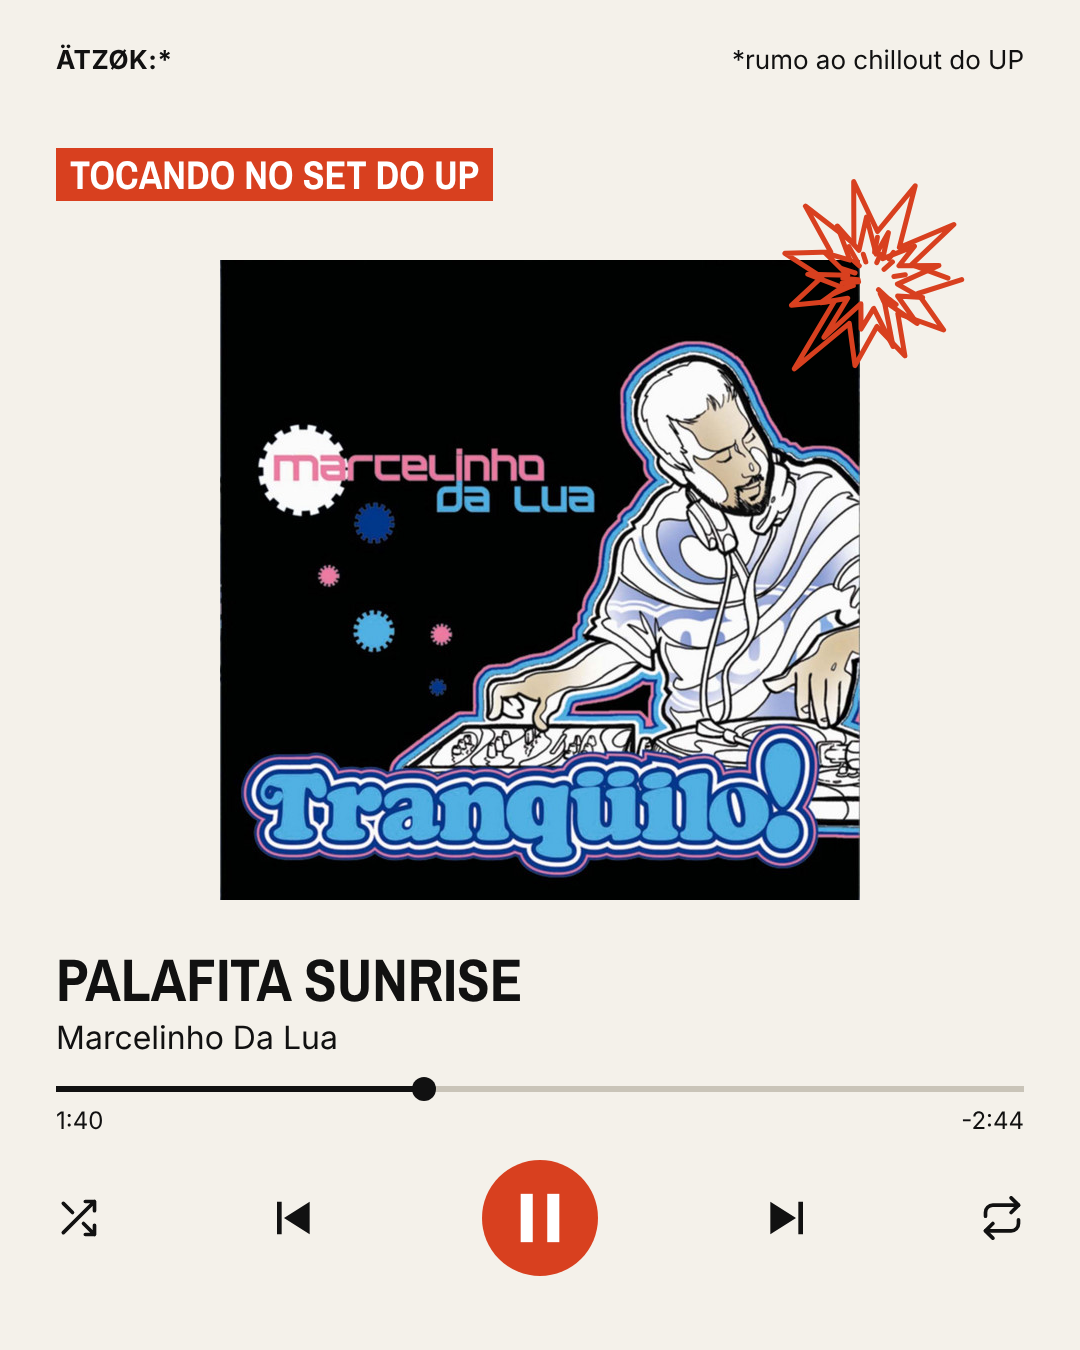 ÄTZØK:*
*rumo ao chillout do UP
TOCANDO NO SET DO UP
marcelinho
da lua
Tranqüilo!
PALAFITA SUNRISE
Marcelinho Da Lua
1:40
-2:44